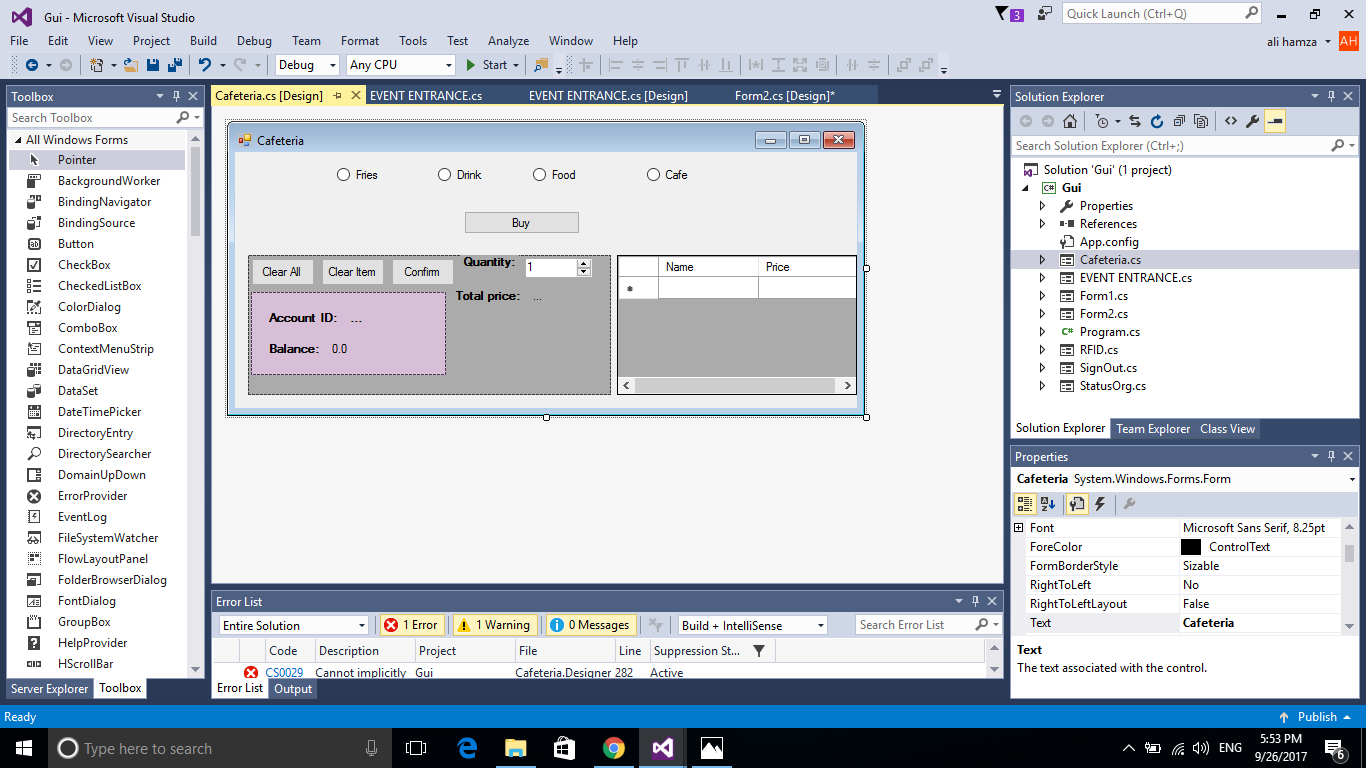 Gui - Microsoft Visual Studio
3
Quick Launch (Ctrl+Q)
File Edit View Project Build Debug Team Format Tools Test Analyze Window Help
ali hamza AH
Debug Any CPU Start
Toolbox
Search Toolbox
All Windows Forms
Pointer
BackgroundWorker
BindingNavigator
BindingSource
Button
CheckBox
CheckedListBox
ColorDialog
ComboBox
ContextMenuStrip
DataGridView
DataSet
DateTimePicker
DirectoryEntry
DirectorySearcher
DomainUpDown
ErrorProvider
EventLog
FileSystemWatcher
FlowLayoutPanel
FolderBrowserDialog
FontDialog
GroupBox
HelpProvider
HScrollBar
Server Explorer Toolbox
Cafeteria.cs [Design] EVENT ENTRANCE.cs EVENT ENTRANCE.cs [Design] Form2.cs [Design]*
Cafeteria
Fries Drink Food Cafe
Buy
Clear All Clear Item Confirm Quantity: 1
Total price: ...
Account ID: ...
Balance: 0.0
Name Price
*
Error List
Entire Solution 1 Error 1 Warning 0 Messages Build + IntelliSense Search Error List
Code Description Project File Line Suppression St...
CS0029 Cannot implicitly Gui Cafeteria.Designer 282 Active
Error List Output
Solution Explorer
Search Solution Explorer (Ctrl+;)
Solution 'Gui' (1 project)
C# Gui
Properties
References
App.config
Cafeteria.cs
EVENT ENTRANCE.cs
Form1.cs
Form2.cs
C# Program.cs
RFID.cs
SignOut.cs
StatusOrg.cs
Solution Explorer Team Explorer Class View
Properties
Cafeteria System.Windows.Forms.Form
Font Microsoft Sans Serif, 8.25pt
ForeColor ControlText
FormBorderStyle Sizable
RightToLeft No
RightToLeftLayout False
Text Cafeteria
Text
The text associated with the control.
Ready Publish
Type here to search
ENG 5:53 PM
9/26/2017
6